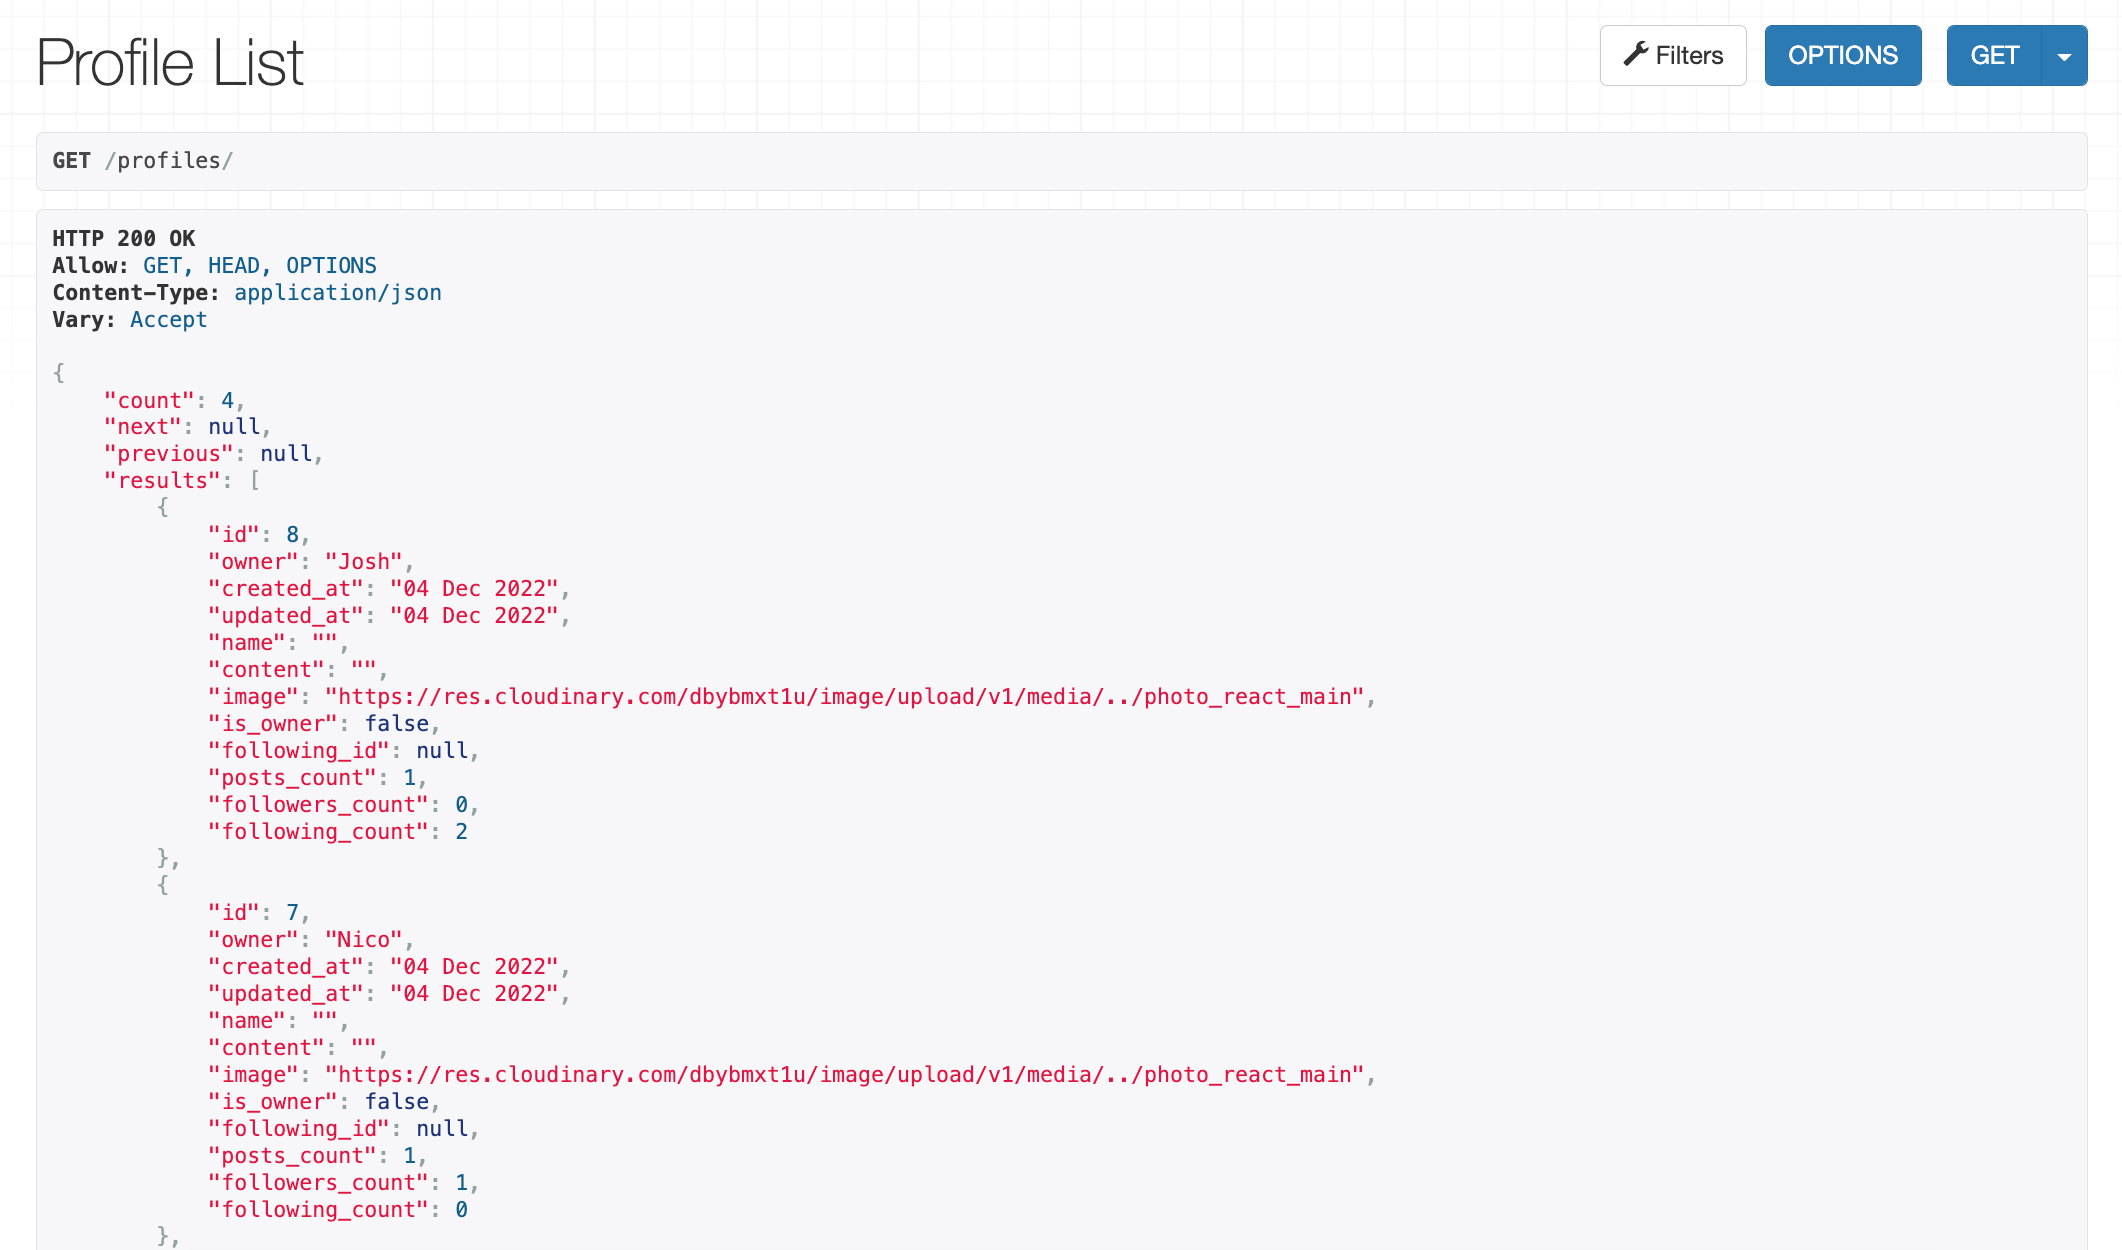 Profile List
Filters
OPTIONS
GET
GET /profiles/
HTTP 200 OK
Allow: GET, HEAD, OPTIONS
Content-Type: application/json
Vary: Accept
{
    "count": 4,
    "next": null,
    "previous": null,
    "results": [
        {
            "id": 8,
            "owner": "Josh",
            "created_at": "04 Dec 2022",
            "updated_at": "04 Dec 2022",
            "name": "",
            "content": "",
            "image": "https://res.cloudinary.com/dbybmxt1u/image/upload/v1/media/../photo_react_main",
            "is_owner": false,
            "following_id": null,
            "posts_count": 1,
            "followers_count": 0,
            "following_count": 2
        },
        {
            "id": 7,
            "owner": "Nico",
            "created_at": "04 Dec 2022",
            "updated_at": "04 Dec 2022",
            "name": "",
            "content": "",
            "image": "https://res.cloudinary.com/dbybmxt1u/image/upload/v1/media/../photo_react_main",
            "is_owner": false,
            "following_id": null,
            "posts_count": 1,
            "followers_count": 1,
            "following_count": 0
        },